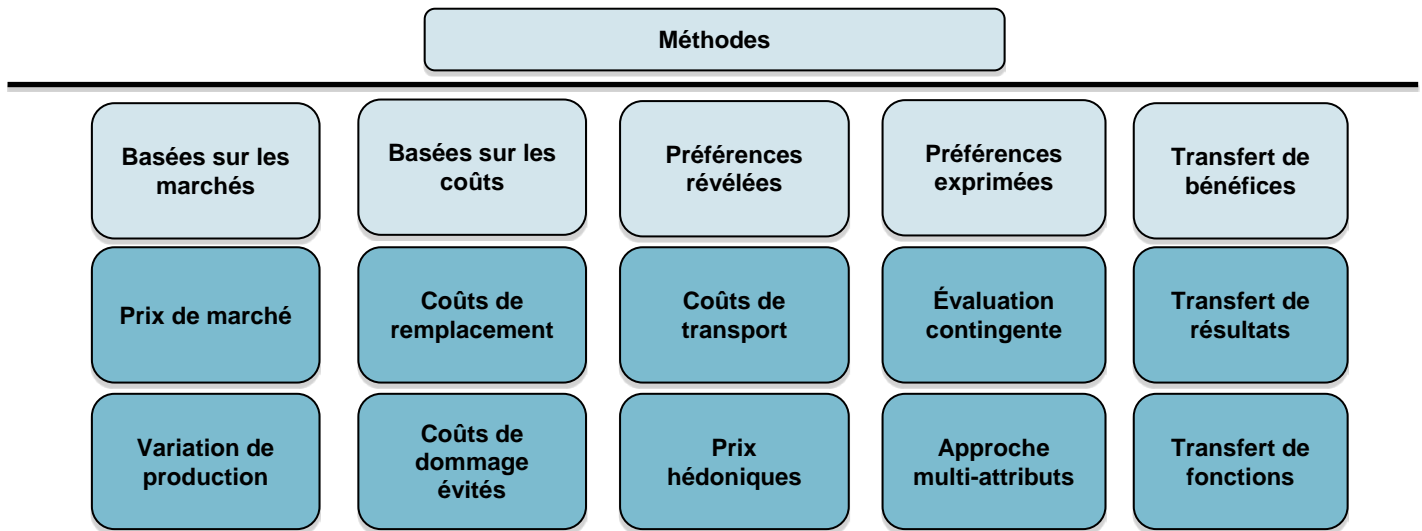 Méthodes
Basées sur les
marchés
Basées sur les
coûts
Préférences
révélées
Préférences
exprimées
Transfert de
bénéfices
Prix de marché
Coûts de
remplacement
Coûts de
transport
Évaluation
contingente
Transfert de
résultats
Variation de
production
Coûts de
dommage
évités
Prix
hédoniques
Approche
multi-attributs
Transfert de
fonctions